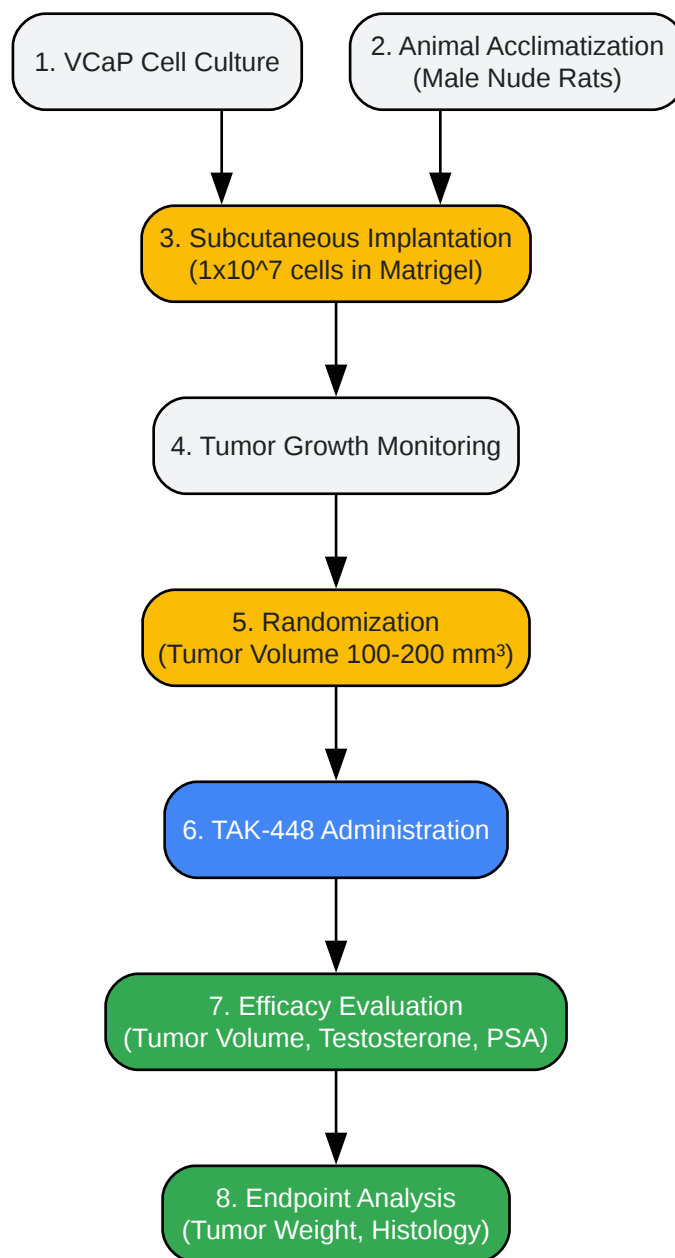 1. VCaP Cell Culture
2. Animal Acclimatization
(Male Nude Rats)
3. Subcutaneous Implantation
(1x10^7 cells in Matrigel)
4. Tumor Growth Monitoring
5. Randomization
(Tumor Volume 100-200 mm³)
6. TAK-448 Administration
7. Efficacy Evaluation
(Tumor Volume, Testosterone, PSA)
8. Endpoint Analysis
(Tumor Weight, Histology)